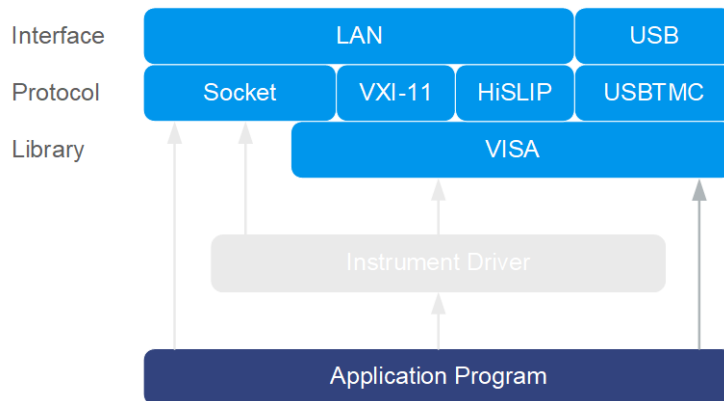 Interface LAN USB
Protocol Socket VXI-11 HiSLIP USBTMC
Library VISA
Instrument Driver
Application Program